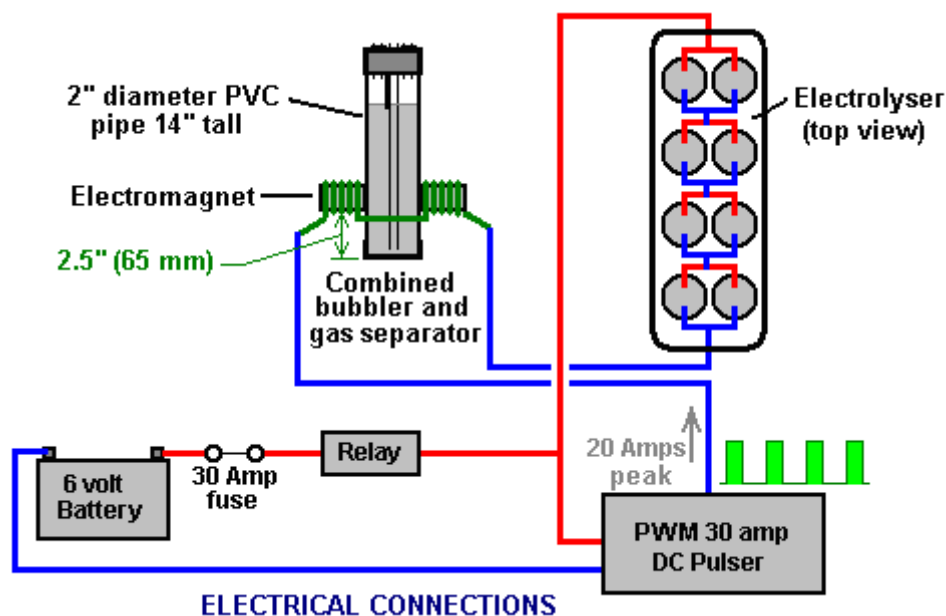 2" diameter PVC
pipe 14" tall
Electrolyser
(top view)
Electromagnet
2.5" (65 mm)
Combined
bubbler and
gas separator
20 Amps
peak
Relay
30 Amp
fuse
6 volt
Battery
PWM 30 amp
DC Pulser
ELECTRICAL CONNECTIONS